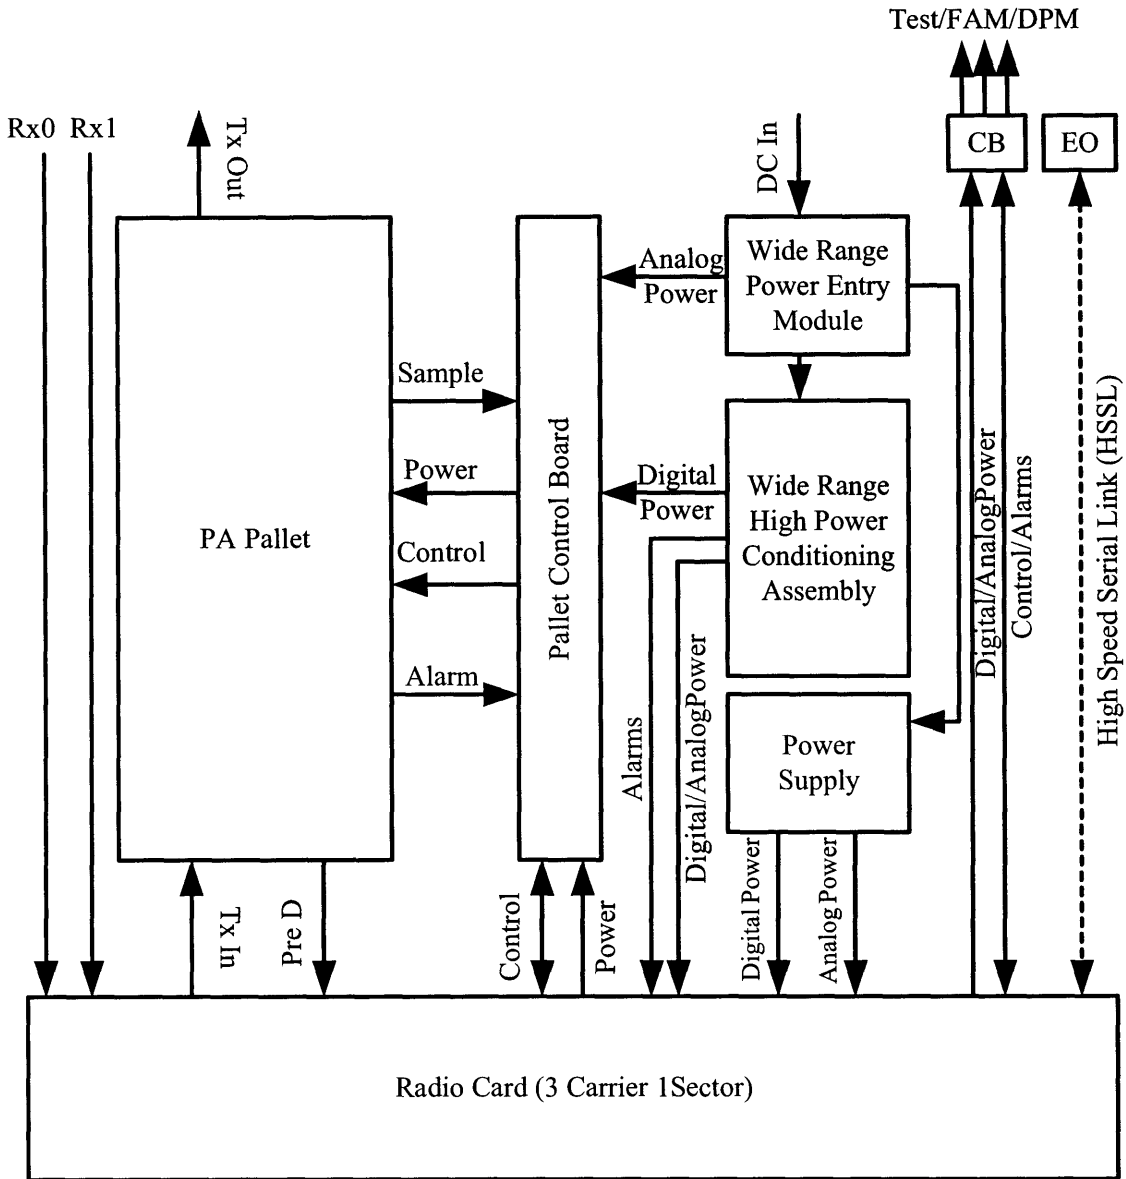 Test/FAM/DPM
Rx0
Rx1
Tx Out
DC In
CB
EO
Wide Range
Power Entry
Module
Analog
Power
Sample
Power
Control
Alarm
PA Pallet
Pallet Control Board
Digital
Power
Wide Range
High Power
Conditioning
Assembly
Power
Supply
Alarms
Digital/AnalogPower
Digital/AnalogPower
Control/Alarms
High Speed Serial Link (HSSL)
Tx In
Pre D
Control
Power
Digital Power
Analog Power
Radio Card (3 Carrier 1Sector)